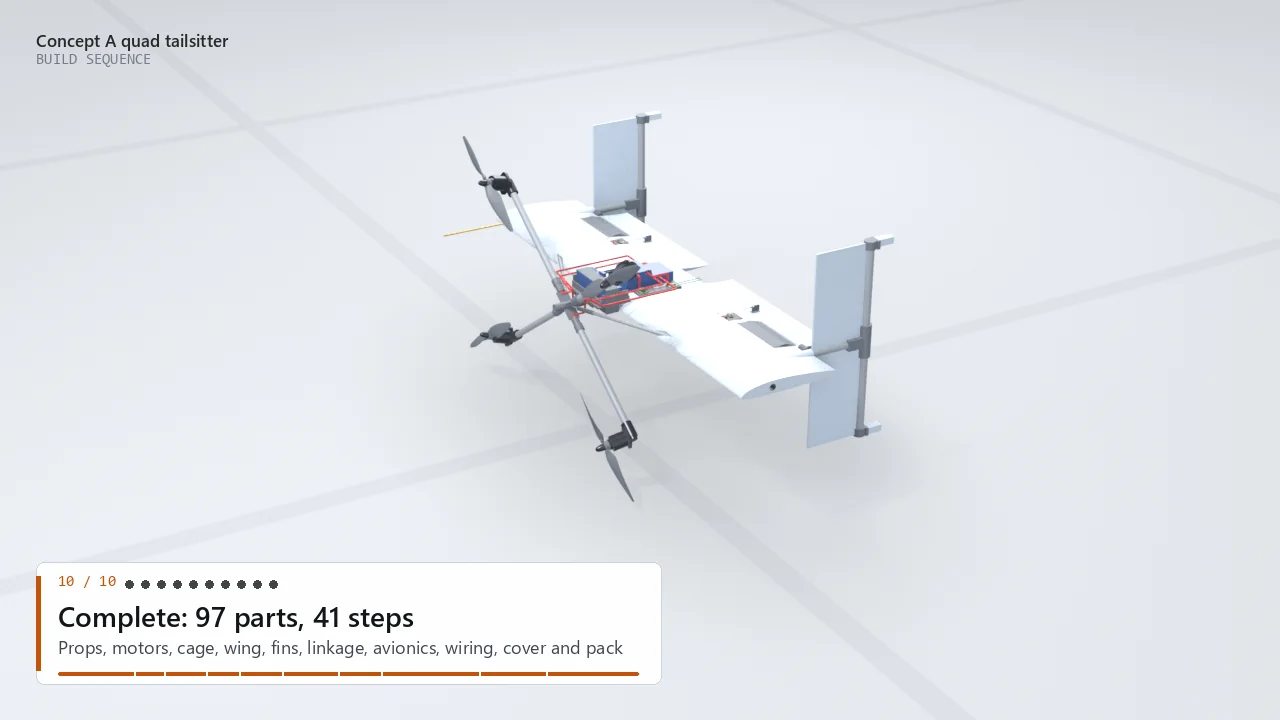 Concept A quad tailsitter
BUILD SEQUENCE
10 / 10
Complete: 97 parts, 41 steps
Props, motors, cage, wing, fins, linkage, avionics, wiring, cover and pack